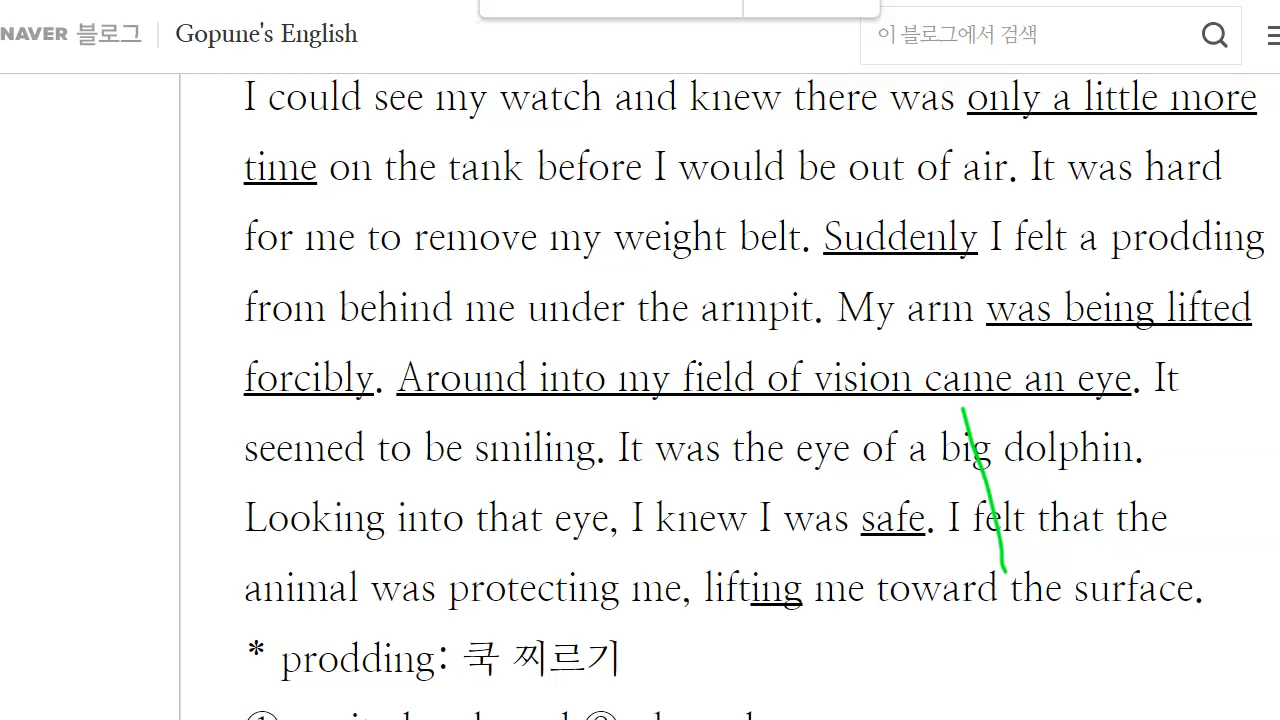 NAVER 블로그 Gopune's English 이 블로그에서 검색
I could see my watch and knew there was only a little more
time on the tank before I would be out of air. It was hard
for me to remove my weight belt. Suddenly I felt a prodding
from behind me under the armpit. My arm was being lifted
forcibly. Around into my field of vision came an eye. It
seemed to be smiling. It was the eye of a big dolphin.
Looking into that eye, I knew I was safe. I felt that the
animal was protecting me, lifting me toward the surface.
* prodding: 쿡 찌르기